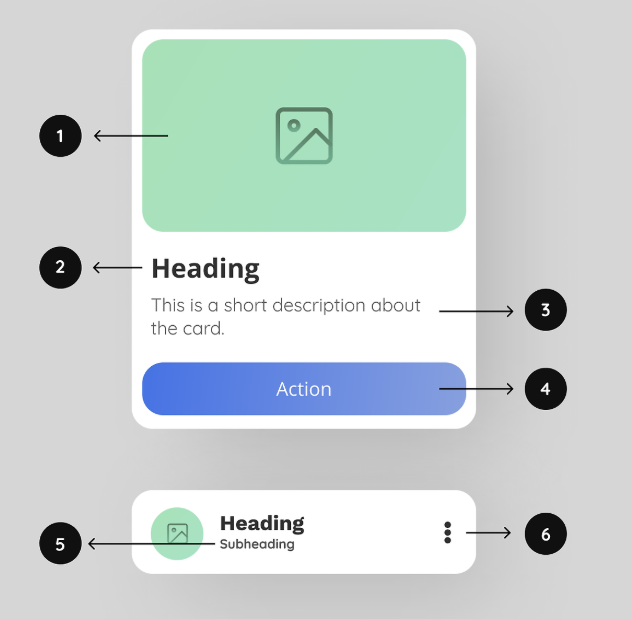 1
2
Heading
This is a short description about
the card.
3
Action
4
Heading
Subheading
5
6